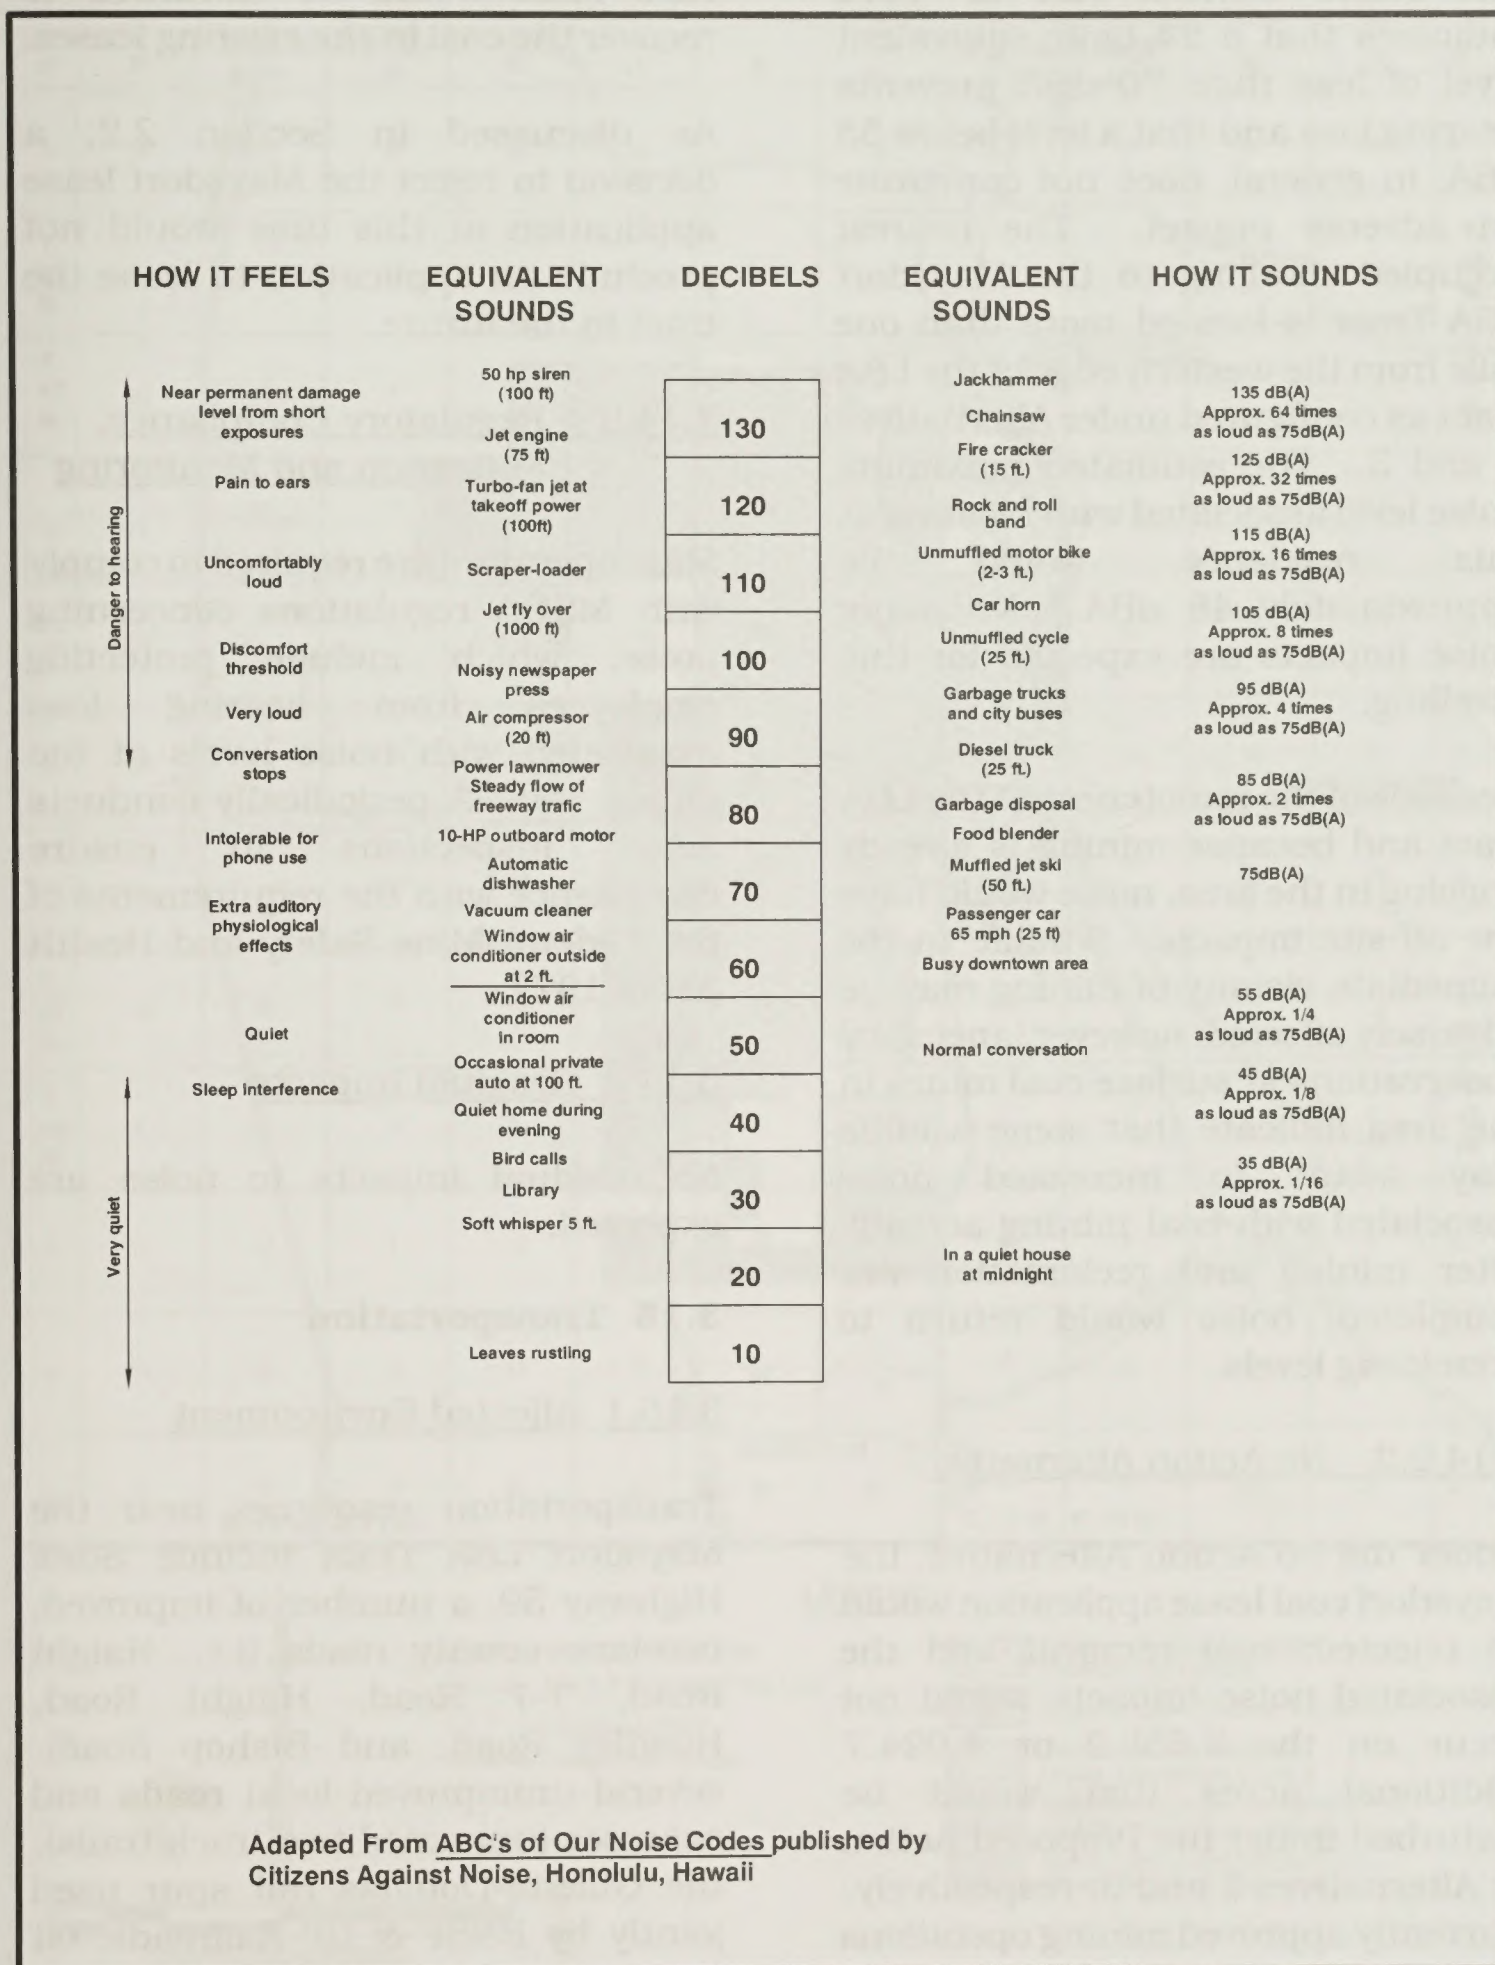 HOW IT FEELS
EQUIVALENT
SOUNDS
DECIBELS
EQUIVALENT
SOUNDS
HOW IT SOUNDS
Danger to hearing
Near permanent damage
level from short
exposures
Pain to ears
Uncomfortably
loud
Discomfort
threshold
Very loud
Conversation
stops
Intolerable for
phone use
Extra auditory
physiological
effects
Quiet
Sleep interference
Very quiet
50 hp siren
(100 ft)
Jet engine
(75 ft)
Turbo-fan jet at
takeoff power
(100ft)
Scraper-loader
Jet fly over
(1000 ft)
Noisy newspaper
press
Air compressor
(20 ft)
Power lawnmower
Steady flow of
freeway trafic
10-HP outboard motor
Automatic
dishwasher
Vacuum cleaner
Window air
conditioner outside
at 2 ft.
Window air
conditioner
in room
Occasional private
auto at 100 ft.
Quiet home during
evening
Bird calls
Library
Soft whisper 5 ft.
Leaves rustling
130
120
110
100
90
80
70
60
50
40
30
20
10
Jackhammer
Chainsaw
Fire cracker
(15 ft.)
Rock and roll
band
Unmuffled motor bike
(2-3 ft.)
Car horn
Unmuffled cycle
(25 ft.)
Garbage trucks
and city buses
Diesel truck
(25 ft.)
Garbage disposal
Food blender
Muffled jet ski
(50 ft.)
Passenger car
65 mph (25 ft)
Busy downtown area
Normal conversation
In a quiet house
at midnight
135 dB(A)
Approx. 64 times
as loud as 75dB(A)
125 dB(A)
Approx. 32 times
as loud as 75dB(A)
115 dB(A)
Approx. 16 times
as loud as 75dB(A)
105 dB(A)
Approx. 8 times
as loud as 75dB(A)
95 dB(A)
Approx. 4 times
as loud as 75dB(A)
85 dB(A)
Approx. 2 times
as loud as 75dB(A)
75dB(A)
55 dB(A)
Approx. 1/4
as loud as 75dB(A)
45 dB(A)
Approx. 1/8
as loud as 75dB(A)
35 dB(A)
Approx. 1/16
as loud as 75dB(A)
Adapted From ABC's of Our Noise Codes published by
Citizens Against Noise, Honolulu, Hawaii